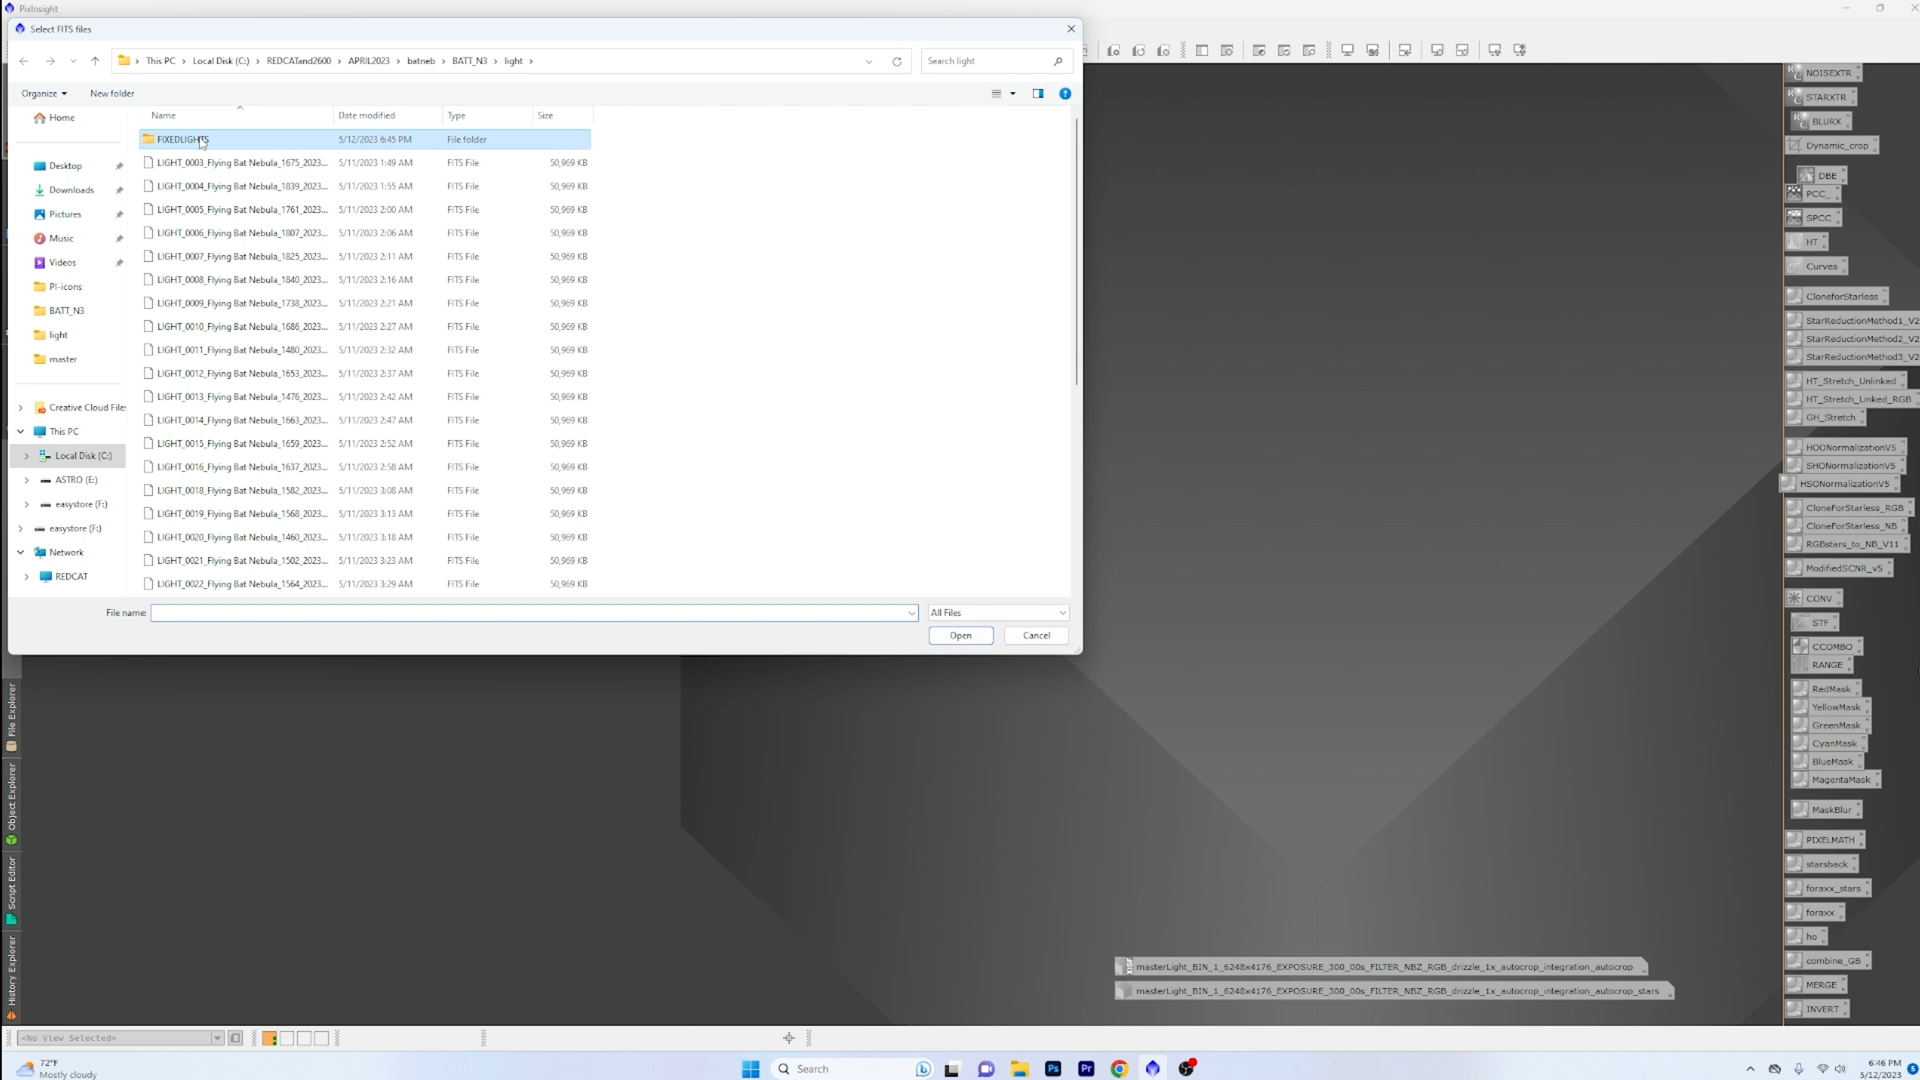 PixInsight
Select FITS files
This PC > Local Disk (C:) > REDCATand2600 > APRIL2023 > batneb > BATT_N3 > light >
Search light
Organize
New folder
Name Date modified Type Size
FIXEDLIGHTS 5/12/2023 6:45 PM File folder
LIGHT_0003_Flying Bat Nebula_1675_2023... 5/11/2023 1:49 AM FITS File 50,969 KB
LIGHT_0004_Flying Bat Nebula_1839_2023... 5/11/2023 1:55 AM FITS File 50,969 KB
LIGHT_0005_Flying Bat Nebula_1761_2023... 5/11/2023 2:00 AM FITS File 50,969 KB
LIGHT_0006_Flying Bat Nebula_1807_2023... 5/11/2023 2:06 AM FITS File 50,969 KB
LIGHT_0007_Flying Bat Nebula_1825_2023... 5/11/2023 2:11 AM FITS File 50,969 KB
LIGHT_0008_Flying Bat Nebula_1840_2023... 5/11/2023 2:16 AM FITS File 50,969 KB
LIGHT_0009_Flying Bat Nebula_1738_2023... 5/11/2023 2:21 AM FITS File 50,969 KB
LIGHT_0010_Flying Bat Nebula_1686_2023... 5/11/2023 2:27 AM FITS File 50,969 KB
LIGHT_0011_Flying Bat Nebula_1480_2023... 5/11/2023 2:32 AM FITS File 50,969 KB
LIGHT_0012_Flying Bat Nebula_1653_2023... 5/11/2023 2:37 AM FITS File 50,969 KB
LIGHT_0013_Flying Bat Nebula_1476_2023... 5/11/2023 2:42 AM FITS File 50,969 KB
LIGHT_0014_Flying Bat Nebula_1663_2023... 5/11/2023 2:47 AM FITS File 50,969 KB
LIGHT_0015_Flying Bat Nebula_1659_2023... 5/11/2023 2:52 AM FITS File 50,969 KB
LIGHT_0016_Flying Bat Nebula_1637_2023... 5/11/2023 2:58 AM FITS File 50,969 KB
LIGHT_0018_Flying Bat Nebula_1582_2023... 5/11/2023 3:08 AM FITS File 50,969 KB
LIGHT_0019_Flying Bat Nebula_1568_2023... 5/11/2023 3:13 AM FITS File 50,969 KB
LIGHT_0020_Flying Bat Nebula_1460_2023... 5/11/2023 3:18 AM FITS File 50,969 KB
LIGHT_0021_Flying Bat Nebula_1502_2023... 5/11/2023 3:23 AM FITS File 50,969 KB
LIGHT_0022_Flying Bat Nebula_1564_2023... 5/11/2023 3:29 AM FITS File 50,969 KB
Home
Desktop
Downloads
Pictures
Music
Videos
PI-icons
BATT_N3
light
master
Creative Cloud Files
This PC
Local Disk (C:)
ASTRO (E:)
easystore (F:)
easystore (F:)
Network
REDCAT
File name:
All Files
Open
Cancel
NOISEXTR
STARXTR
BLURX
Dynamic_crop
DBE
PCC_
SPCC
HT
Curves
CloneforStarless
StarReductionMethod1_V2
StarReductionMethod2_V2
StarReductionMethod3_V2
HT_Stretch_Unlinked
HT_Stretch_Linked_RGB
GH_Stretch
HOONormalizationV5
SHONormalizationV5
HSONormalizationV5
CloneForStarless_RGB
CloneForStarless_NB
RGBstars_to_NB_V11
ModifiedSCNR_v5
CONV
STF
CCOMBO
RANGE
RedMask
YellowMask
GreenMask
CyanMask
BlueMask
MagentaMask
MaskBlur
PIXELMATH
starsback
foraxx_stars
foraxx
ho
combine_GB
MERGE
INVERT
File Explorer
Object Explorer
Script Editor
History Explorer
XISF
masterLight_BIN_1_6248x4176_EXPOSURE_300_00s_FILTER_NBZ_RGB_drizzle_1x_autocrop_integration_autocrop
masterLight_BIN_1_6248x4176_EXPOSURE_300_00s_FILTER_NBZ_RGB_drizzle_1x_autocrop_integration_autocrop_stars
<No View Selected>
72°F
Mostly cloudy
Search
Ps
Pr
6:46 PM
5/12/2023